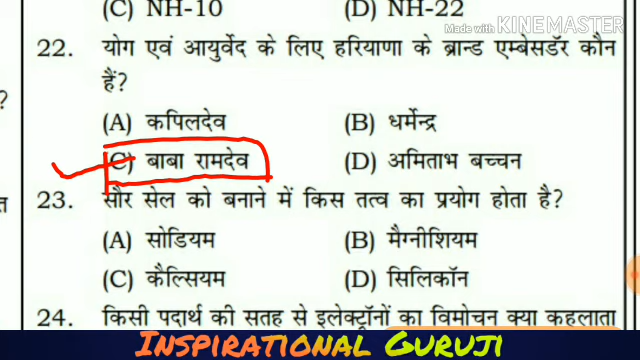 (C) NH-10 (D) NH-22
Made with KINEMASTER
22. योग एवं आयुर्वेद के लिए हरियाणा के ब्रान्ड एम्बेसडॅर कौन
हैं?
?
(A) कपिलदेव (B) धर्मेन्द्र
(C) बाबा रामदेव (D) अमिताभ बच्चन
त 23. सौर सेल को बनाने में किस तत्व का प्रयोग होता है?
(A) सोडियम (B) मैग्नीशियम
(C) कैल्सियम (D) सिलिकॉन
24. किसी पदार्थ की सतह से इलेक्ट्रॉनों का विमोचन क्या कहलाता
INSPIRATIONAL GURUJI